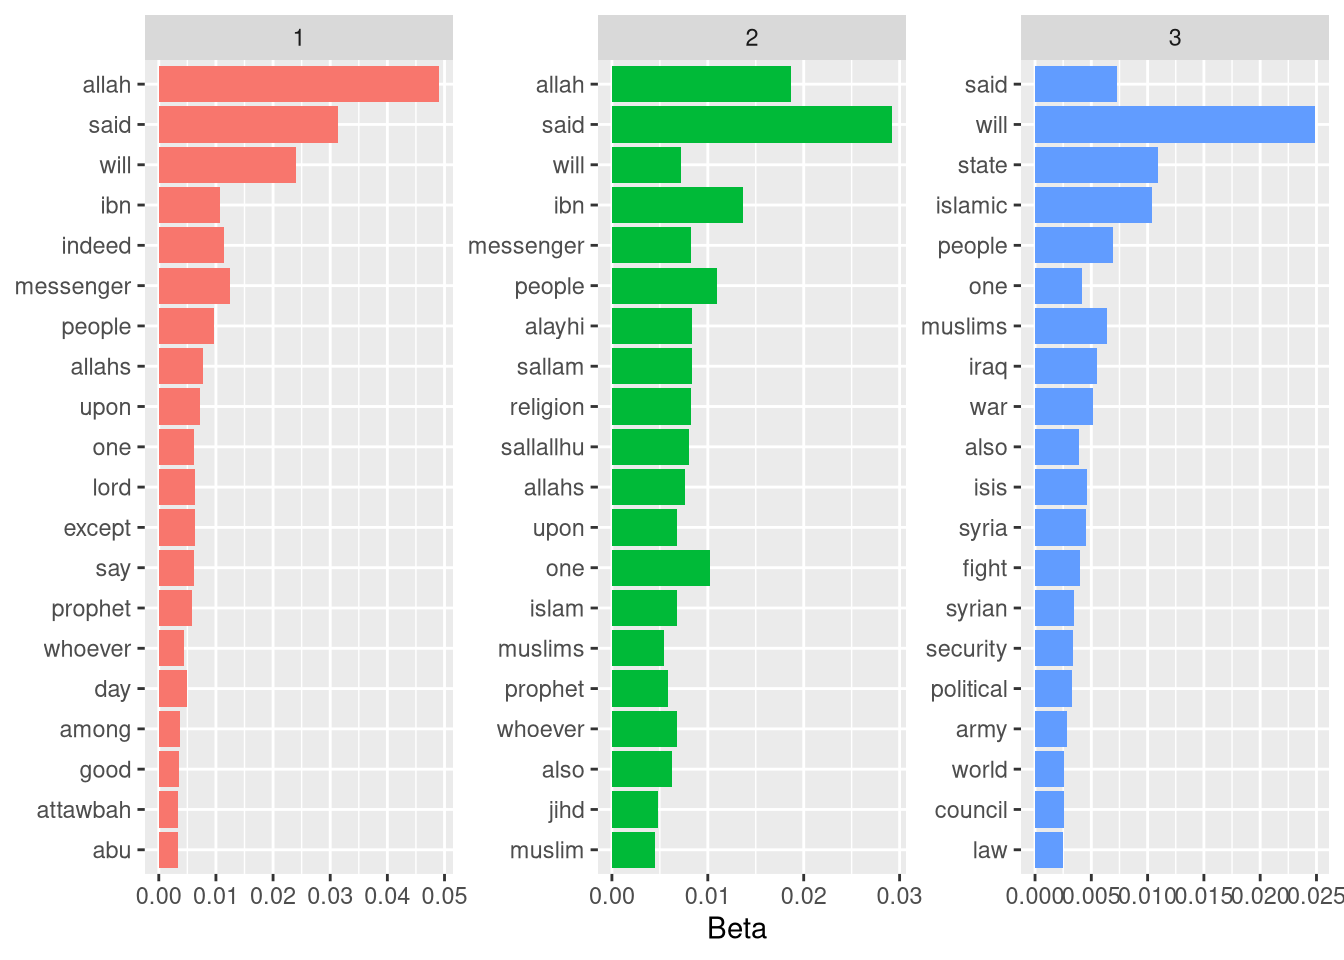 1
allah
said
will
ibn
indeed
messenger
people
allahs
upon
one
lord
except
say
prophet
whoever
day
among
good
attawbah
abu
0.00 0.01 0.02 0.03 0.04 0.05
2
allah
said
will
ibn
messenger
people
alayhi
sallam
religion
sallallhu
allahs
upon
one
islam
muslims
prophet
whoever
also
jihd
muslim
0.00 0.01 0.02 0.03
3
said
will
state
islamic
people
one
muslims
iraq
war
also
isis
syria
fight
syrian
security
political
army
world
council
law
0.000 0.005 0.010 0.015 0.020 0.025
Beta